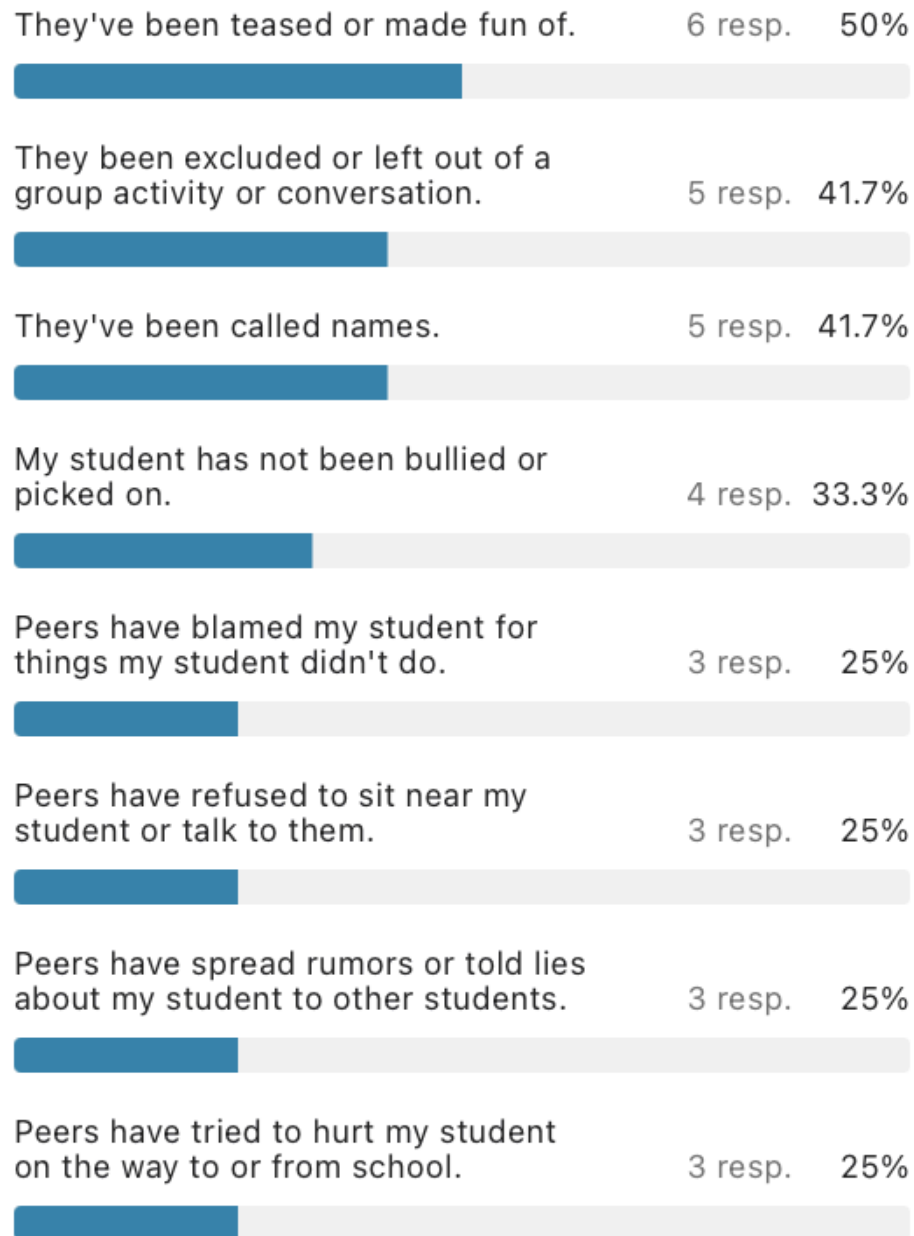 They've been teased or made fun of. 6 resp. 50%
They been excluded or left out of a
group activity or conversation. 5 resp. 41.7%
They've been called names. 5 resp. 41.7%
My student has not been bullied or
picked on. 4 resp. 33.3%
Peers have blamed my student for
things my student didn't do. 3 resp. 25%
Peers have refused to sit near my
student or talk to them. 3 resp. 25%
Peers have spread rumors or told lies
about my student to other students. 3 resp. 25%
Peers have tried to hurt my student
on the way to or from school. 3 resp. 25%